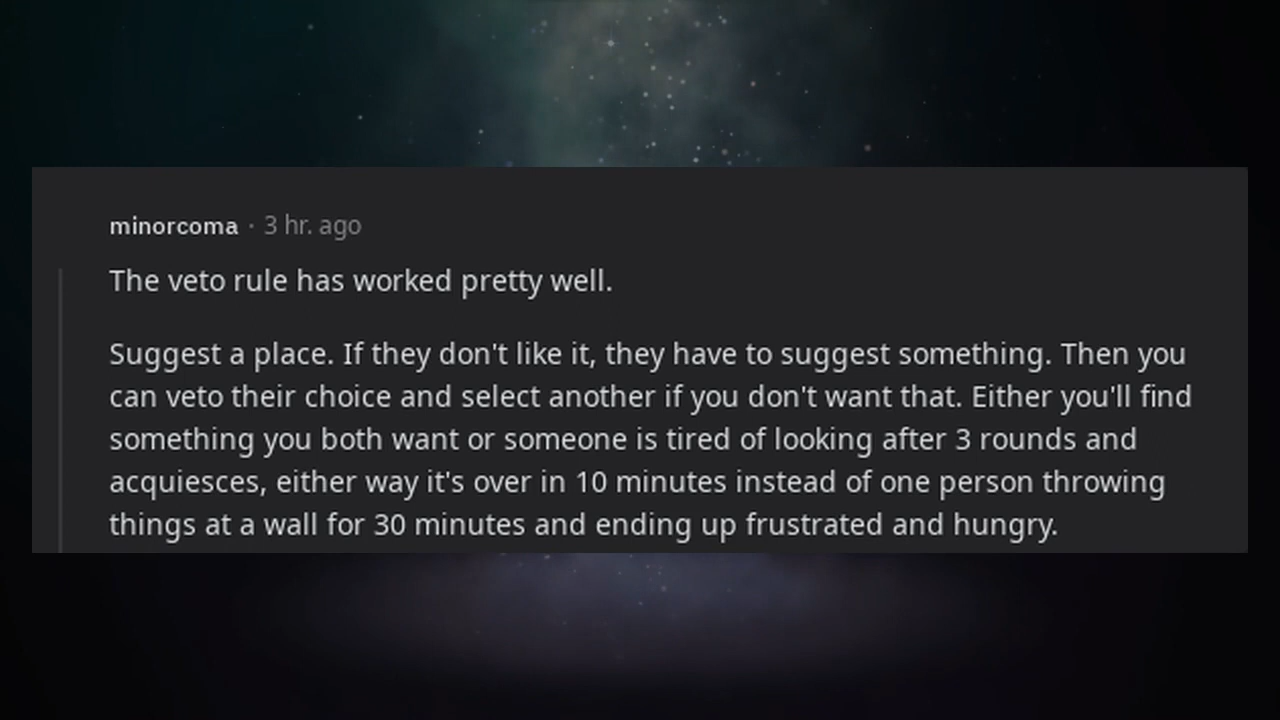 minorcoma · 3 hr. ago
The veto rule has worked pretty well.
Suggest a place. If they don't like it, they have to suggest something. Then you
can veto their choice and select another if you don't want that. Either you'll find
something you both want or someone is tired of looking after 3 rounds and
acquiesces, either way it's over in 10 minutes instead of one person throwing
things at a wall for 30 minutes and ending up frustrated and hungry.